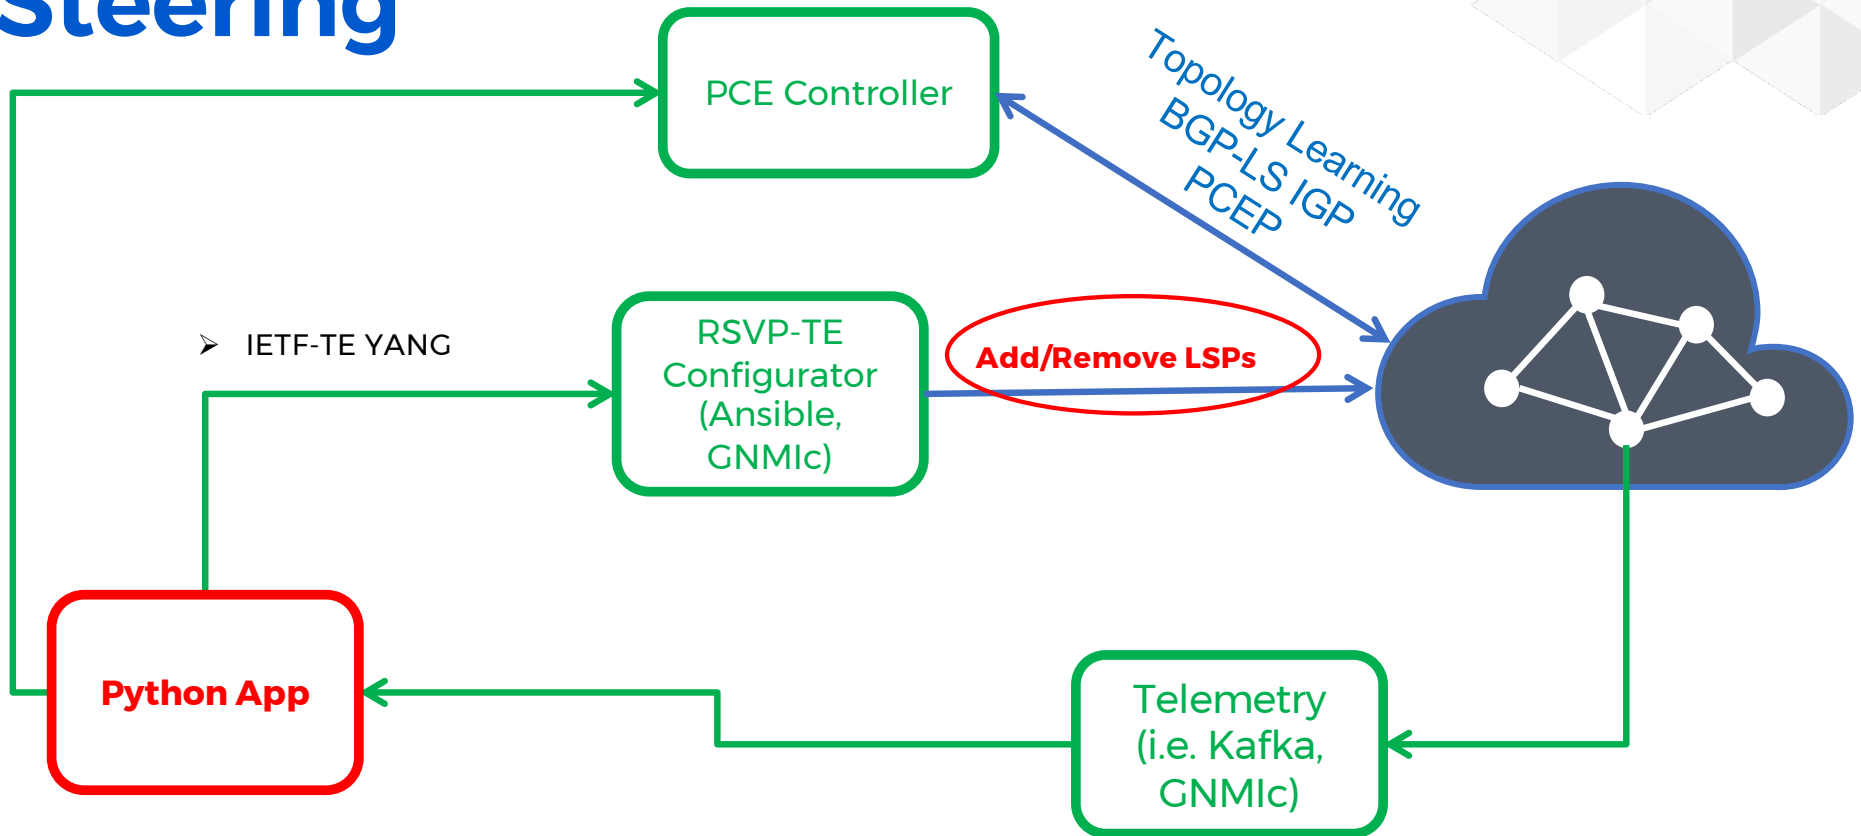 Steering
PCE Controller
Topology Learning
BGP-LS IGP
PCEP
➢ IETF-TE YANG
RSVP-TE
Configurator
(Ansible,
GNMIc)
Add/Remove LSPs
Python App
Telemetry
(i.e. Kafka,
GNMIc)